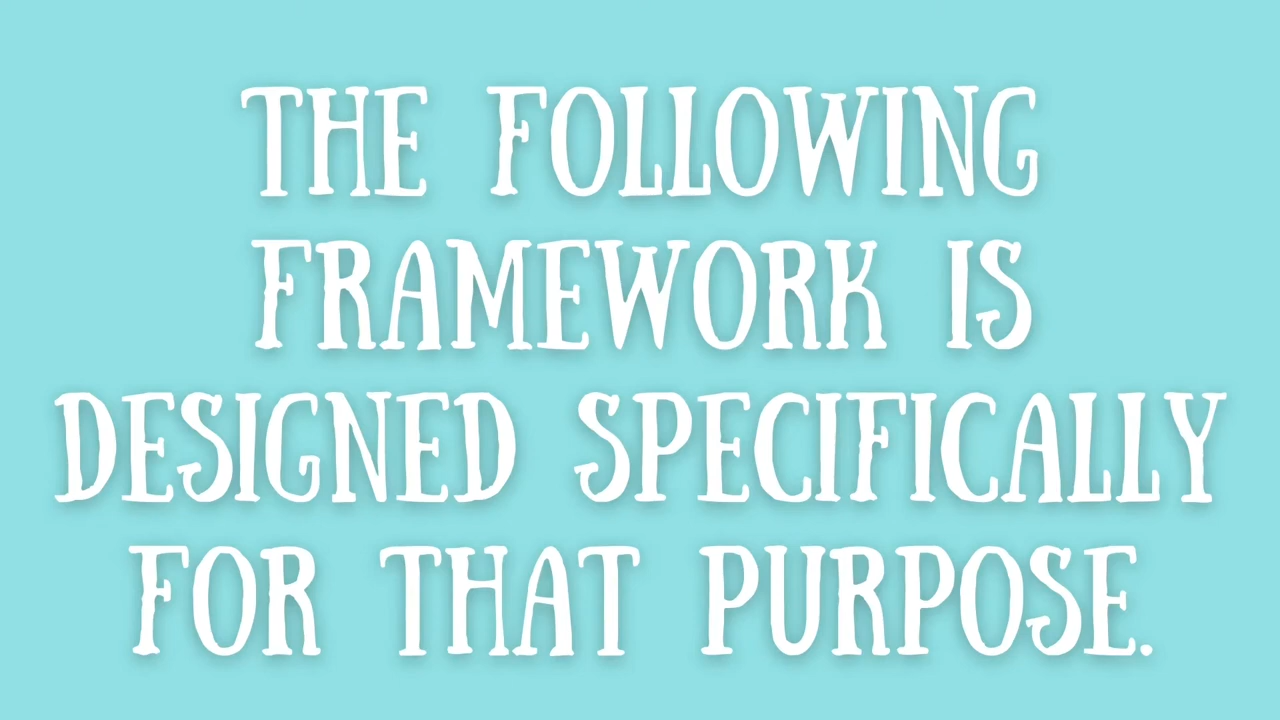 THE FOLLOWING
FRAMEWORK IS
DESIGNED SPECIFICALLY
FOR THAT PURPOSE.